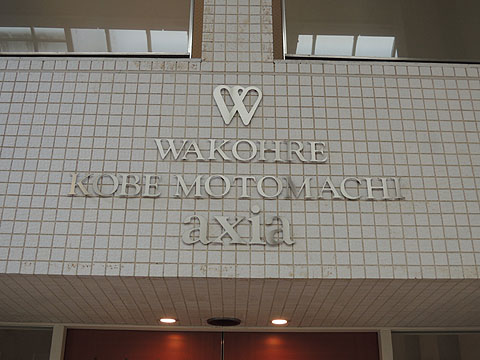 W
WAKOHRE
KOBE MOTOMACHI
axia